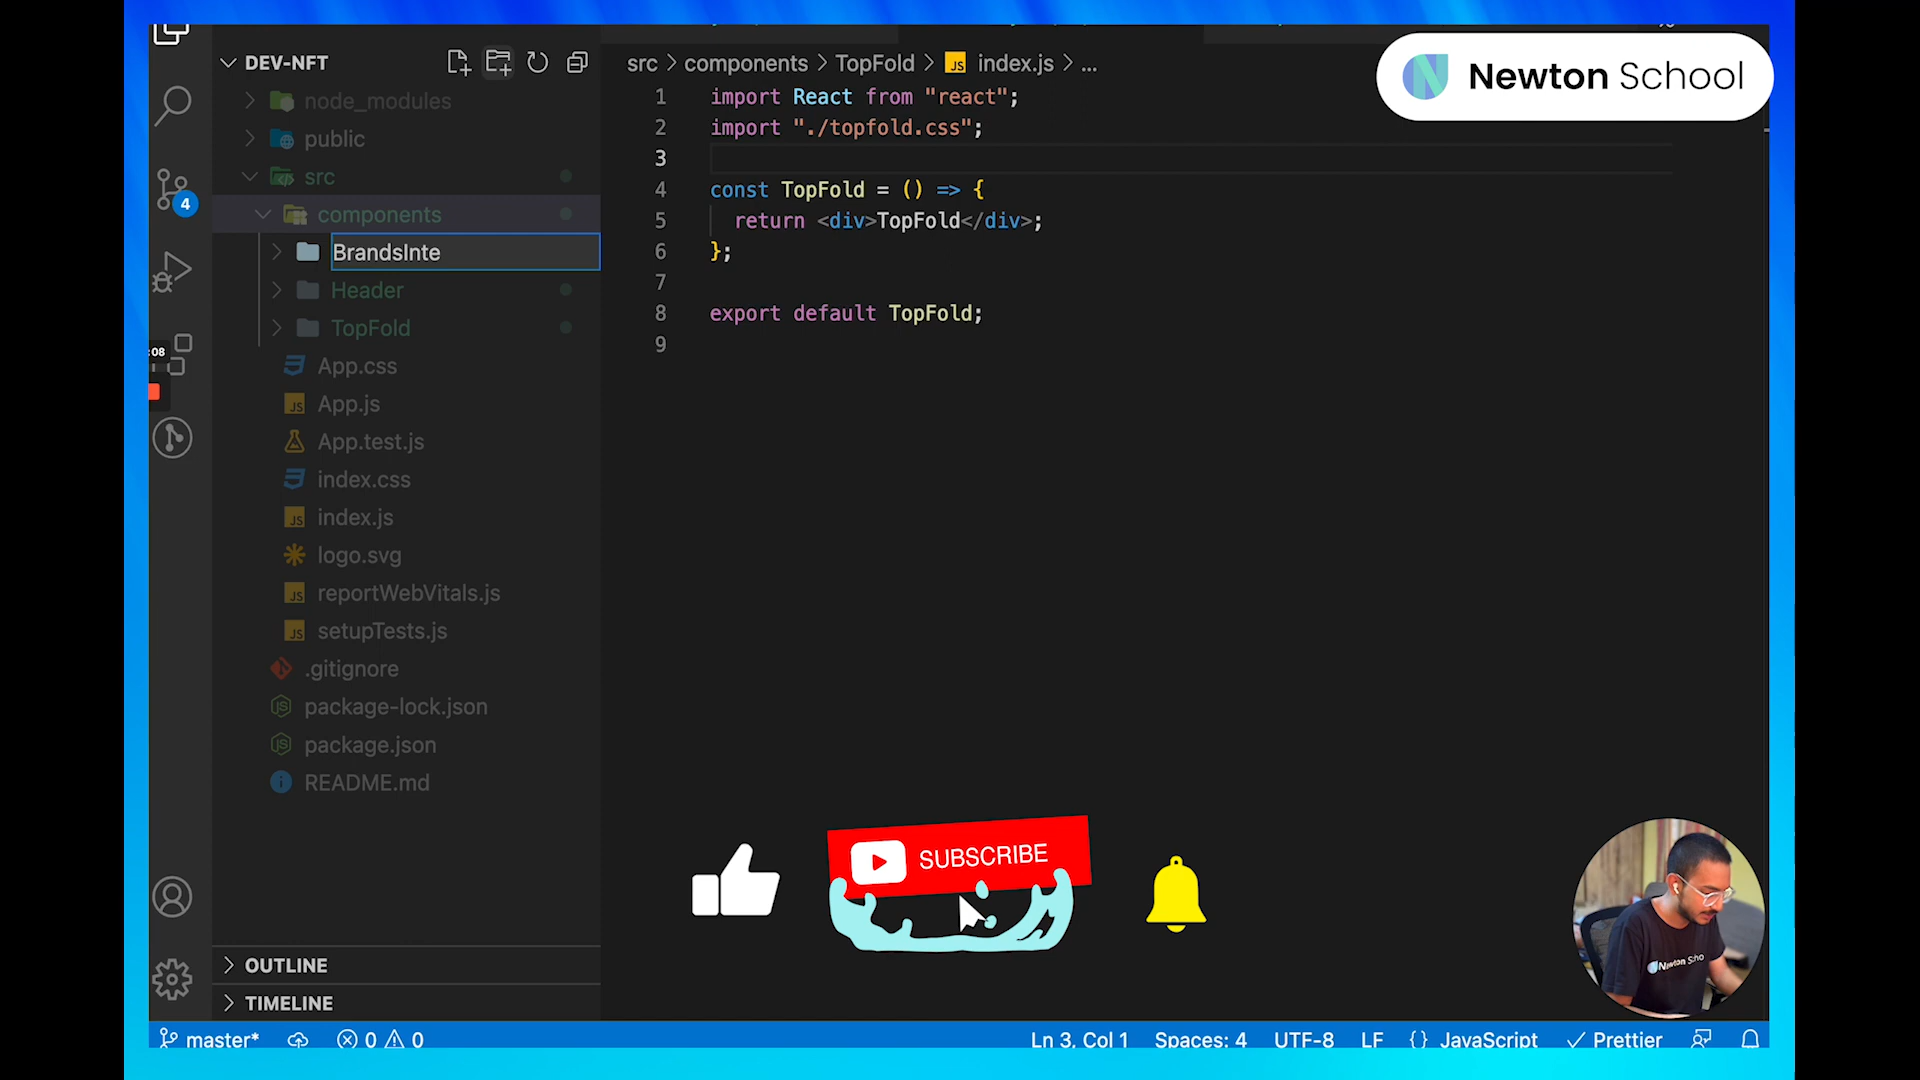 DEV-NFT
node_modules
public
src
components
BrandsInte
Header
TopFold
App.css
App.js
App.test.js
index.css
index.js
logo.svg
reportWebVitals.js
setupTests.js
.gitignore
package-lock.json
package.json
README.md
OUTLINE
TIMELINE
4
:08
src > components > TopFold > JS index.js > ...
1 import React from "react";
2 import "./topfold.css";
3
4 const TopFold = () => {
5 return <div>TopFold</div>;
6 };
7
8 export default TopFold;
9
Newton School
SUBSCRIBE
Newton Scho
master* 0 0 Ln 3, Col 1 Spaces: 4 UTF-8 LF {} JavaScript Prettier